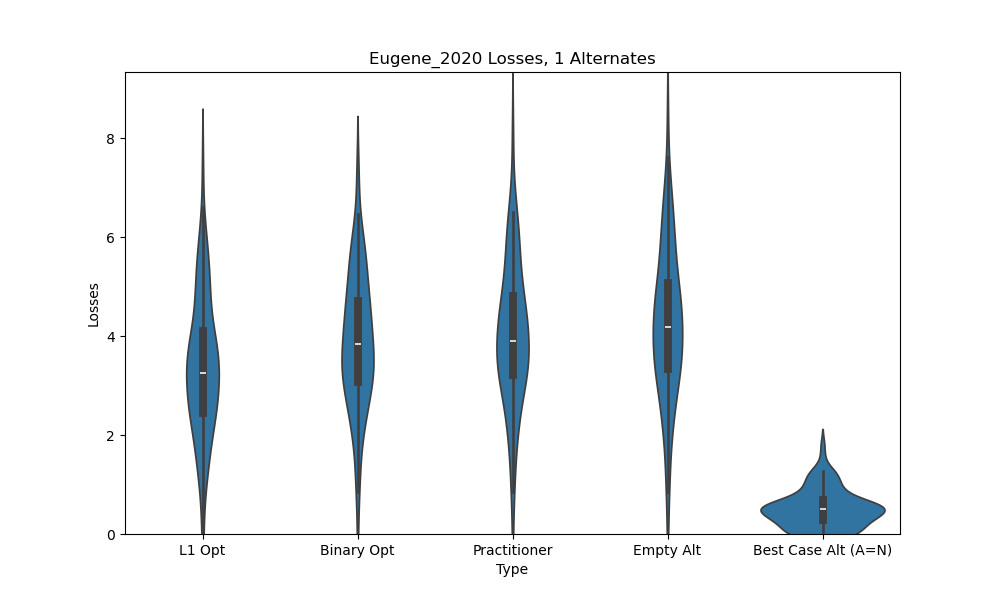 Eugene_2020 Losses, 1 Alternates
8
6
4
2
0
Losses
L1 Opt
Binary Opt
Practitioner
Empty Alt
Best Case Alt (A=N)
Type